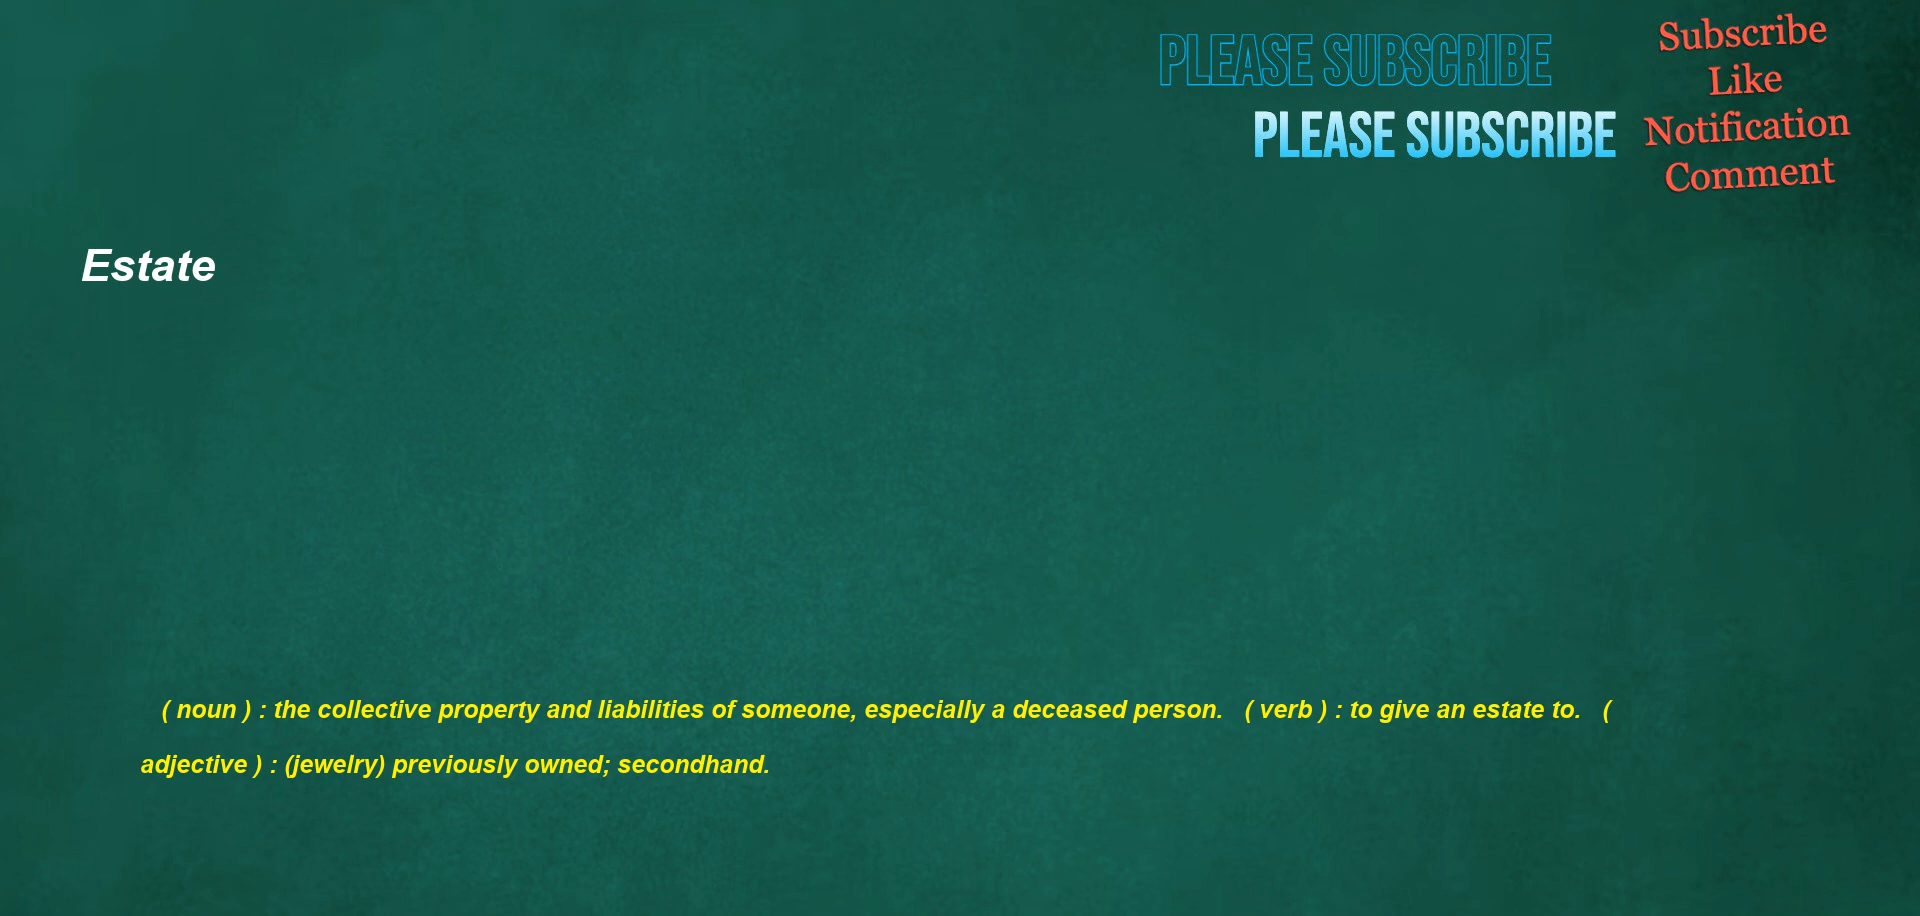 PLEASE SUBSCRIBE
PLEASE SUBSCRIBE
Subscribe
Like
Notification
Comment
Estate
( noun ) : the collective property and liabilities of someone, especially a deceased person.   ( verb ) : to give an estate to.   (
adjective ) : (jewelry) previously owned; secondhand.